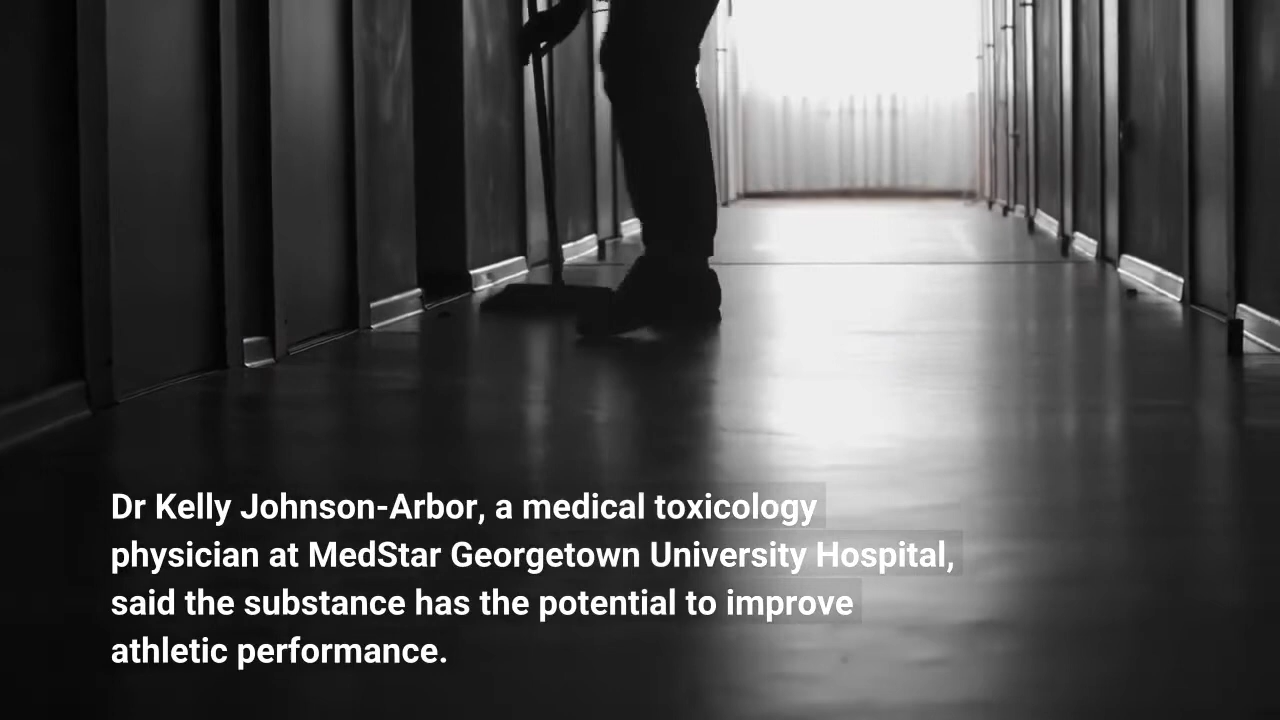 Dr Kelly Johnson-Arbor, a medical toxicology
physician at MedStar Georgetown University Hospital,
said the substance has the potential to improve
athletic performance.